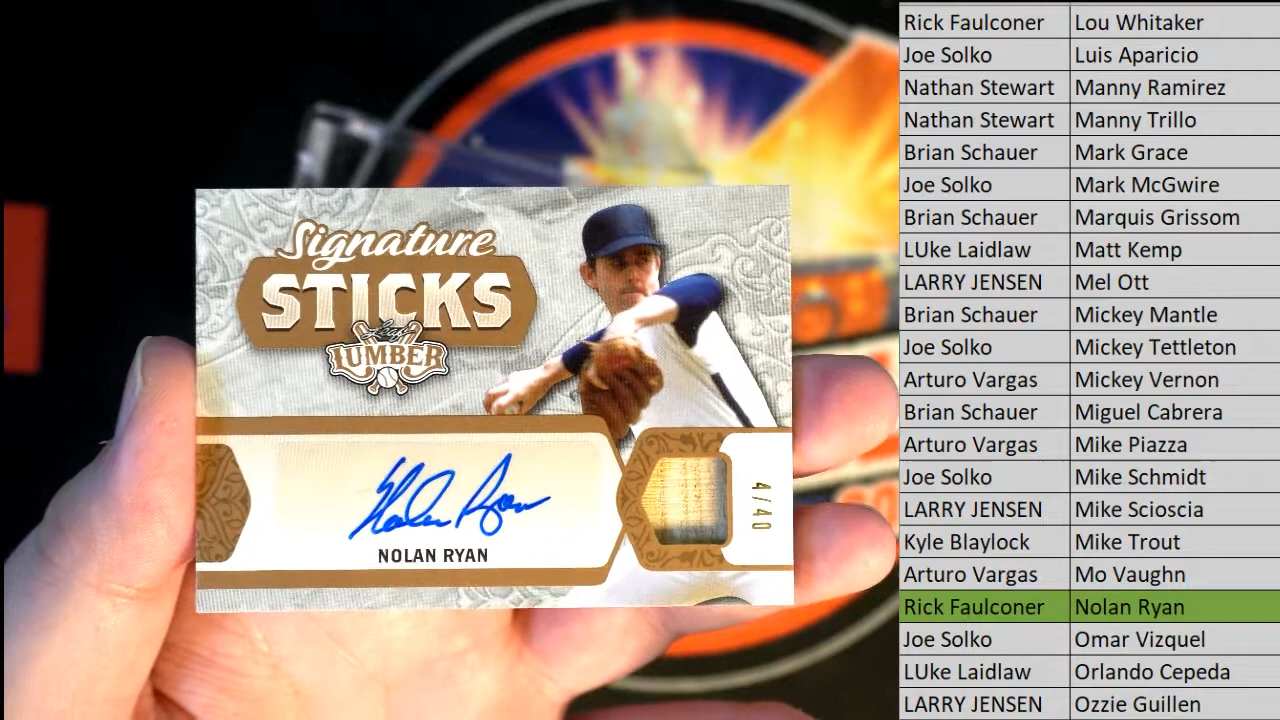 Signature
STICKS
Leaf
LUMBER
NOLAN RYAN
Nolan Ryan
4/40
Rick Faulconer Lou Whitaker
Joe Solko Luis Aparicio
Nathan Stewart Manny Ramirez
Nathan Stewart Manny Trillo
Brian Schauer Mark Grace
Joe Solko Mark McGwire
Brian Schauer Marquis Grissom
LUke Laidlaw Matt Kemp
LARRY JENSEN Mel Ott
Brian Schauer Mickey Mantle
Joe Solko Mickey Tettleton
Arturo Vargas Mickey Vernon
Brian Schauer Miguel Cabrera
Arturo Vargas Mike Piazza
Joe Solko Mike Schmidt
LARRY JENSEN Mike Scioscia
Kyle Blaylock Mike Trout
Arturo Vargas Mo Vaughn
Rick Faulconer Nolan Ryan
Joe Solko Omar Vizquel
LUke Laidlaw Orlando Cepeda
LARRY JENSEN Ozzie Guillen